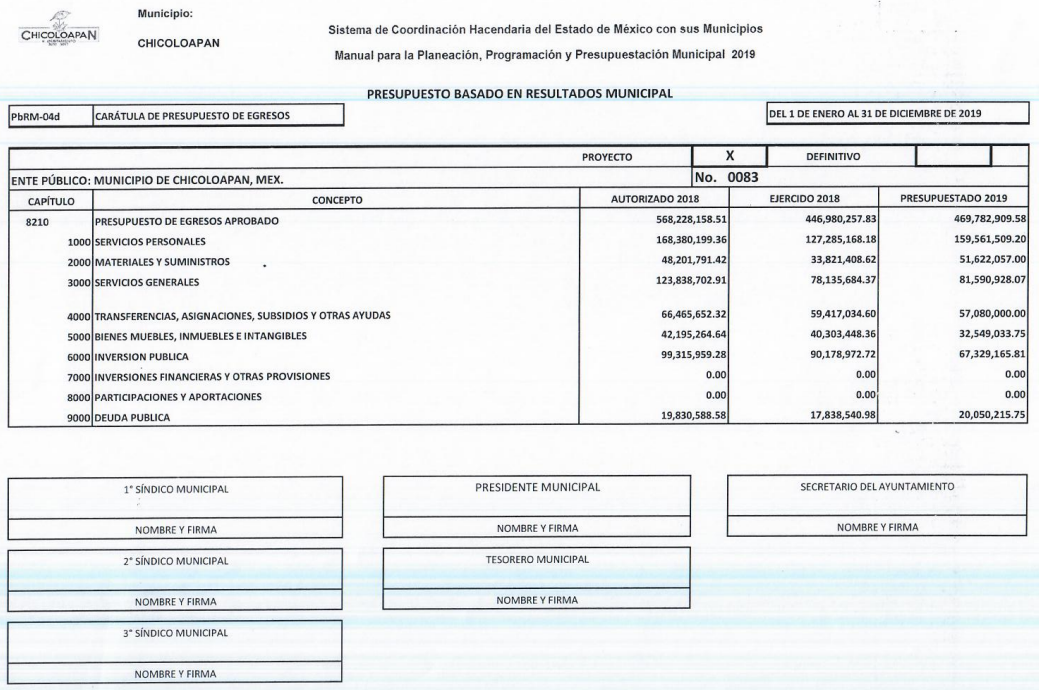 CHICOLOAPAN
Municipio:
CHICOLOAPAN
Sistema de Coordinación Hacendaria del Estado de México con sus Municipios
Manual para la Planeación, Programación y Presupuestación Municipal 2019
PRESUPUESTO BASADO EN RESULTADOS MUNICIPAL
PbRM-04d CARÁTULA DE PRESUPUESTO DE EGRESOS DEL 1 DE ENERO AL 31 DE DICIEMBRE DE 2019
PROYECTO X DEFINITIVO
ENTE PÚBLICO: MUNICIPIO DE CHICOLOAPAN, MEX. No. 0083
CAPÍTULO CONCEPTO AUTORIZADO 2018 EJERCIDO 2018 PRESUPUESTADO 2019
8210 PRESUPUESTO DE EGRESOS APROBADO 568,228,158.51 446,980,257.83 469,782,909.58
1000 SERVICIOS PERSONALES 168,380,199.36 127,285,168.18 159,561,509.20
2000 MATERIALES Y SUMINISTROS 48,201,791.42 33,821,408.62 51,622,057.00
3000 SERVICIOS GENERALES 123,838,702.91 78,135,684.37 81,590,928.07
4000 TRANSFERENCIAS, ASIGNACIONES, SUBSIDIOS Y OTRAS AYUDAS 66,465,652.32 59,417,034.60 57,080,000.00
5000 BIENES MUEBLES, INMUEBLES E INTANGIBLES 42,195,264.64 40,303,448.36 32,549,033.75
6000 INVERSION PUBLICA 99,315,959.28 90,178,972.72 67,329,165.81
7000 INVERSIONES FINANCIERAS Y OTRAS PROVISIONES 0.00 0.00 0.00
8000 PARTICIPACIONES Y APORTACIONES 0.00 0.00 0.00
9000 DEUDA PUBLICA 19,830,588.58 17,838,540.98 20,050,215.75
1° SÍNDICO MUNICIPAL PRESIDENTE MUNICIPAL SECRETARIO DEL AYUNTAMIENTO
NOMBRE Y FIRMA NOMBRE Y FIRMA NOMBRE Y FIRMA
2° SÍNDICO MUNICIPAL TESORERO MUNICIPAL
NOMBRE Y FIRMA NOMBRE Y FIRMA
3° SÍNDICO MUNICIPAL
NOMBRE Y FIRMA